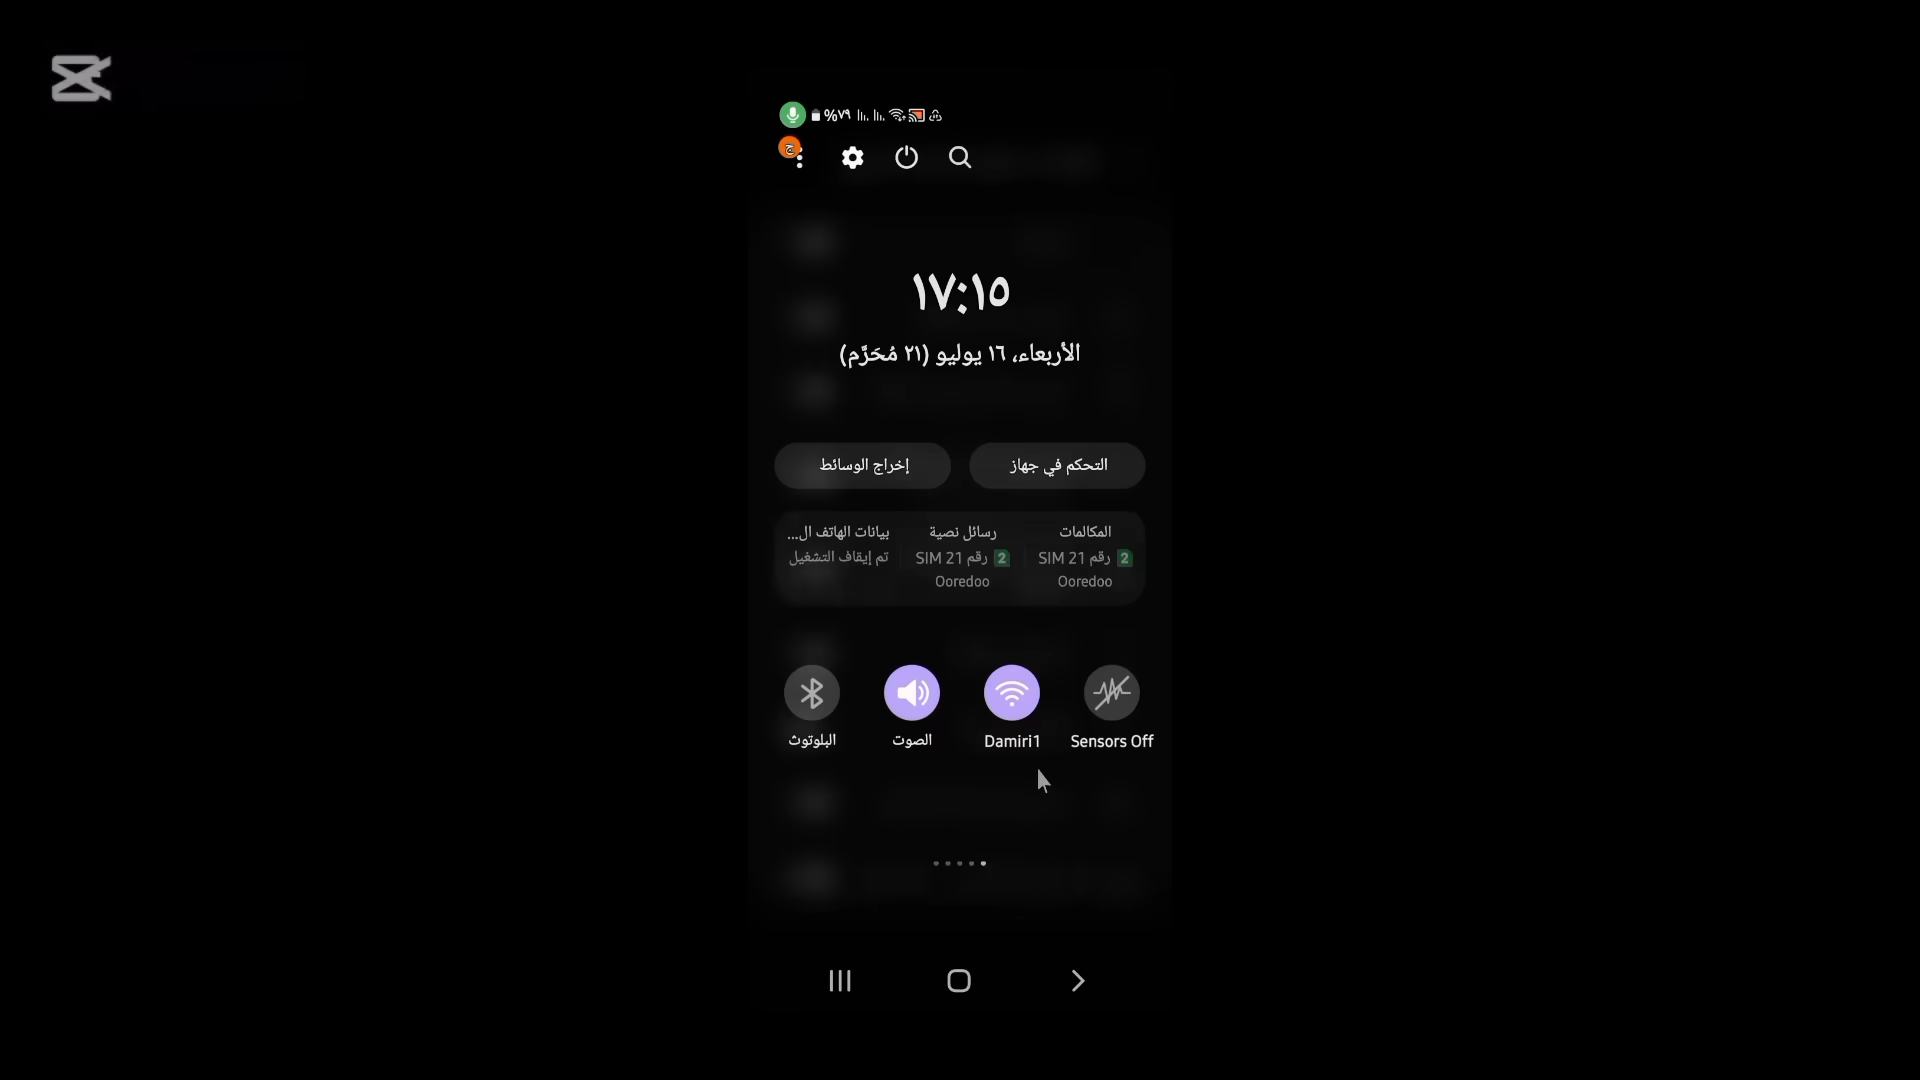 %٧٩
ج
١٧:١٥
الأربعاء، ١٦ يوليو (٢١ مُحَرَّم)
التحكم في جهاز
إخراج الوسائط
المكالمات
2 رقم SIM 21
Ooredoo
رسائل نصية
2 رقم SIM 21
Ooredoo
بيانات الهاتف ال...
تم إيقاف التشغيل
Sensors Off
Damiri1
الصوت
البلوتوث